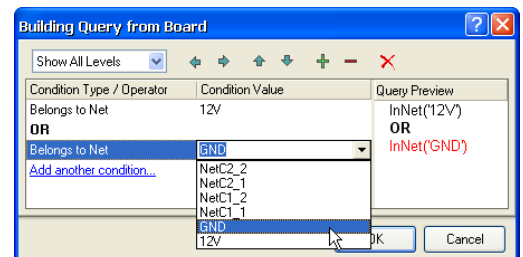 Building Query from Board
Show All Levels
Condition Type / Operator Condition Value Query Preview
Belongs to Net 12V InNet('12V')
OR OR
Belongs to Net GND InNet('GND')
Add another condition... NetC2_2
NetC2_1
NetC1_2
NetC1_1
GND
12V
OK Cancel